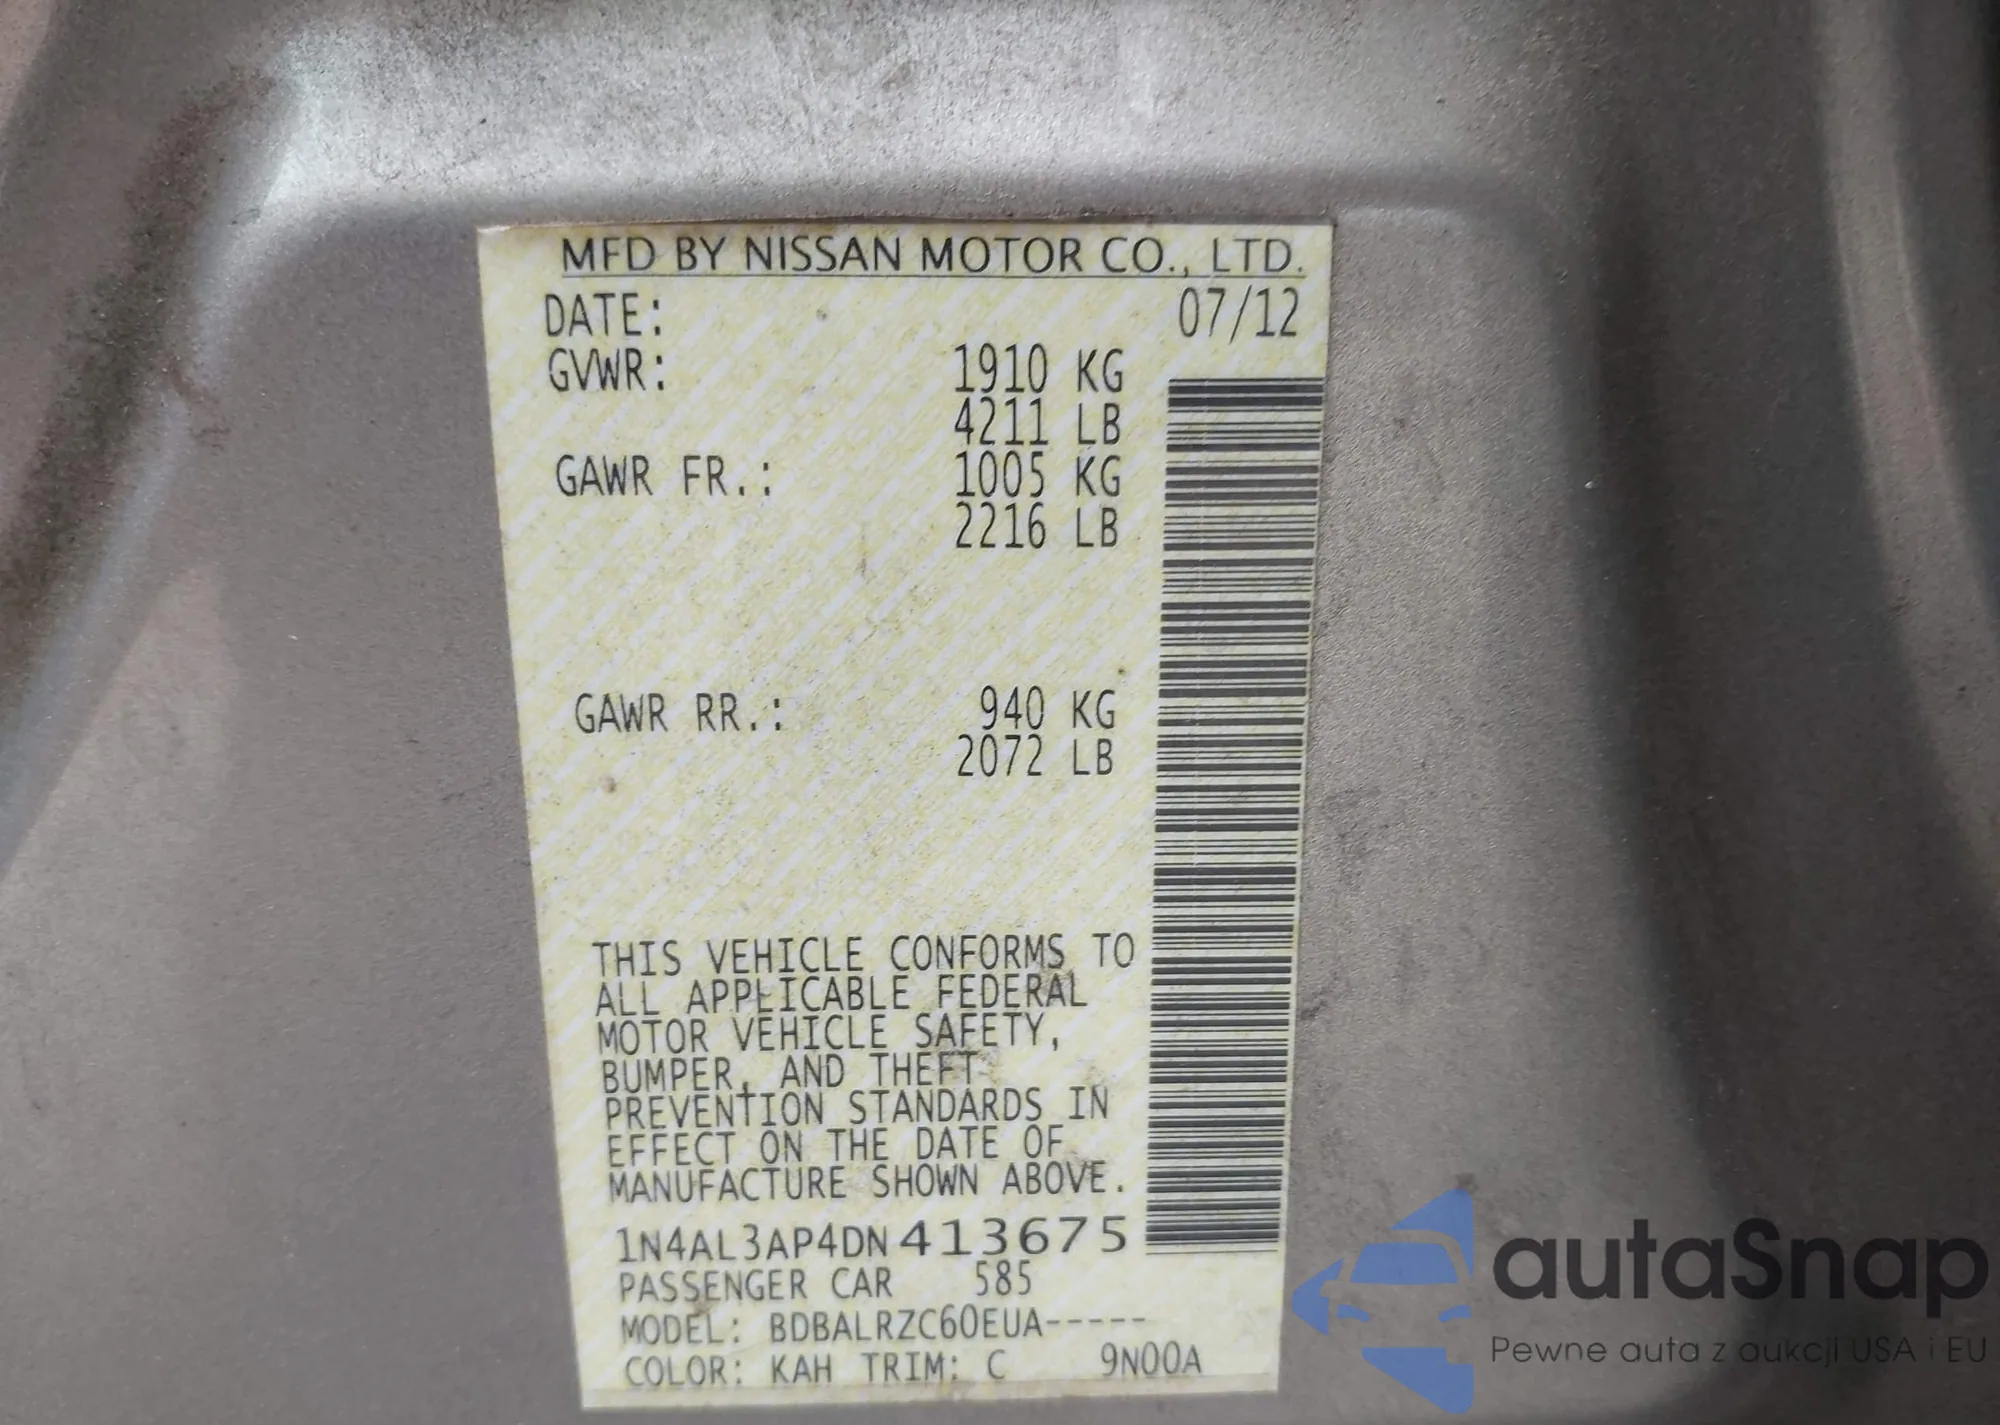 MFD BY NISSAN MOTOR CO., LTD.
DATE: 07/12
GVWR: 1910 KG
4211 LB
GAWR FR.: 1005 KG
2216 LB
GAWR RR.: 940 KG
2072 LB
THIS VEHICLE CONFORMS TO
ALL APPLICABLE FEDERAL
MOTOR VEHICLE SAFETY,
BUMPER, AND THEFT
PREVENTION STANDARDS IN
EFFECT ON THE DATE OF
MANUFACTURE SHOWN ABOVE.
1N4AL3AP4DN413675
PASSENGER CAR 585
MODEL: BDBALRZC60EUA-----
COLOR: KAH TRIM: C 9N00A
autaSnap
Pewne auta z aukcji USA i EU